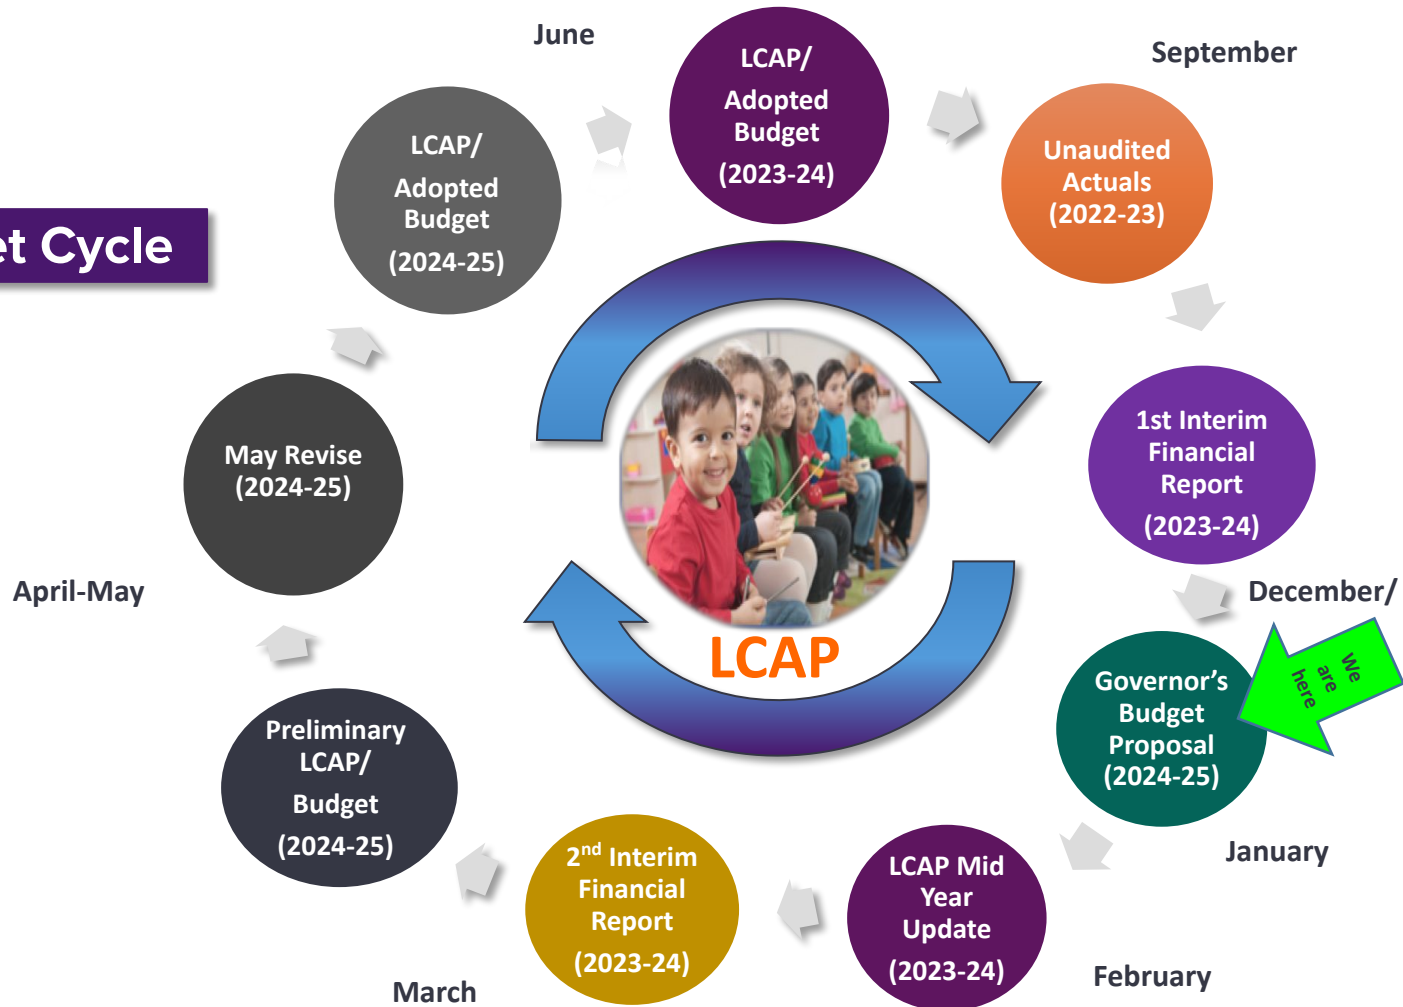 et Cycle
June
LCAP/
Adopted
Budget
(2023-24)
September
Unaudited
Actuals
(2022-23)
1st Interim
Financial
Report
(2023-24)
December/
We
are
here
Governor’s
Budget
Proposal
(2024-25)
January
LCAP Mid
Year
Update
(2023-24)
February
2nd Interim
Financial
Report
(2023-24)
March
Preliminary
LCAP/
Budget
(2024-25)
April-May
May Revise
(2024-25)
LCAP/
Adopted
Budget
(2024-25)
LCAP